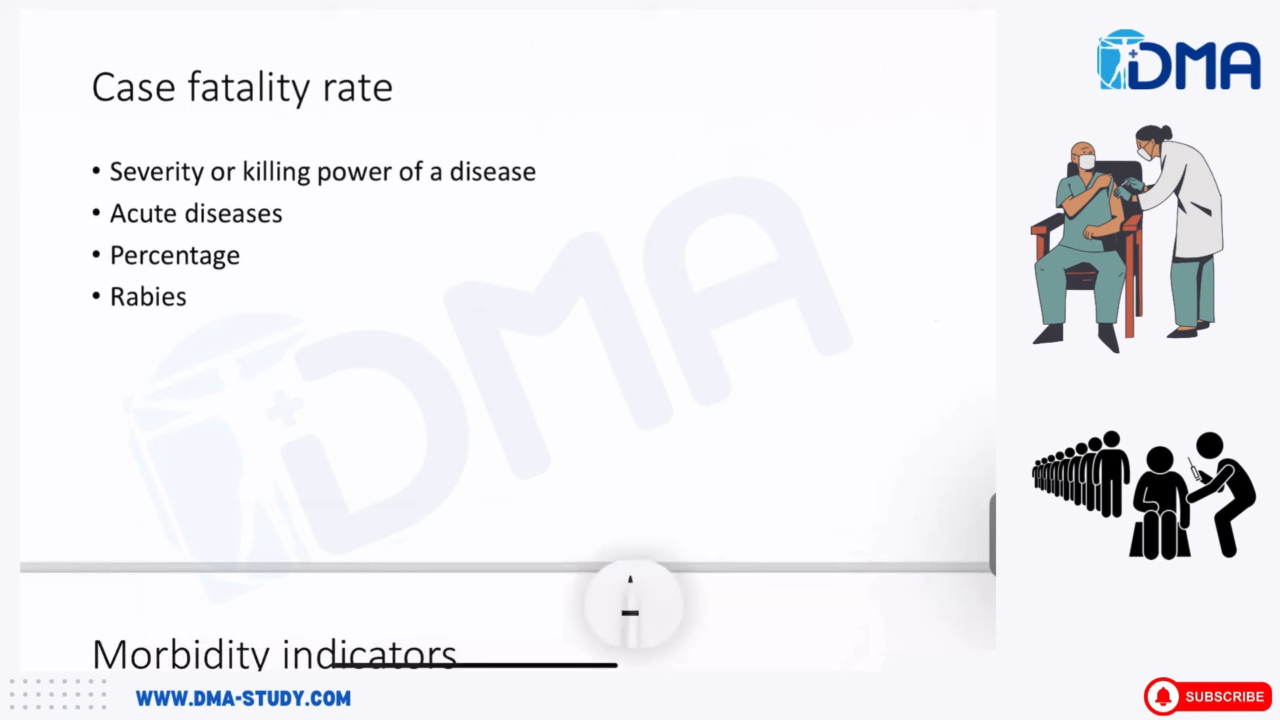 Case fatality rate
• Severity or killing power of a disease
• Acute diseases
• Percentage
• Rabies
DMA
Morbidity indicators
DMA
WWW.DMA-STUDY.COM
SUBSCRIBE